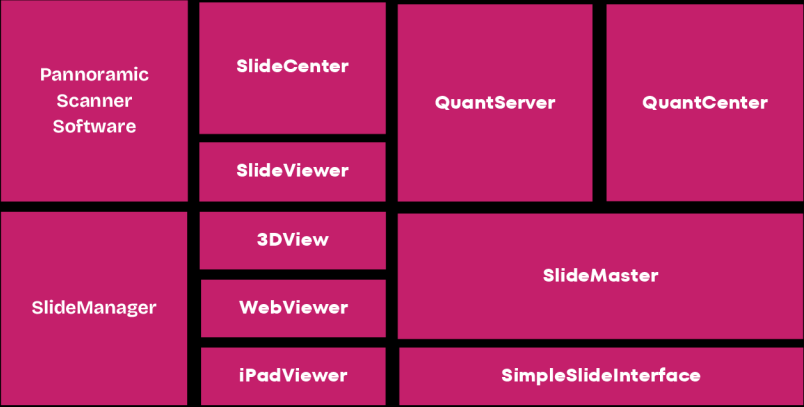 Pannoramic
Scanner
Software
SlideCenter
SlideViewer
QuantServer
QuantCenter
SlideManager
3DView
WebViewer
iPadViewer
SlideMaster
SimpleSlideInterface